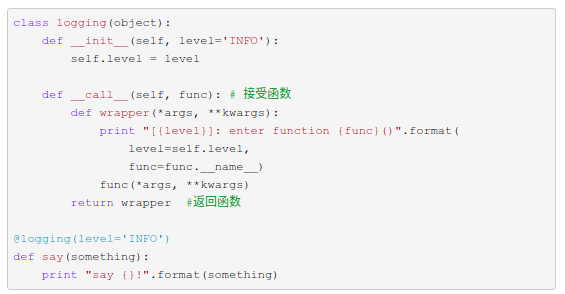 class logging(object):
    def __init__(self, level='INFO'):
        self.level = level

    def __call__(self, func): # 接受函数
        def wrapper(*args, **kwargs):
            print "[{level}]: enter function {func}()".format(
                level=self.level,
                func=func.__name__)
            func(*args, **kwargs)
        return wrapper  #返回函数

@logging(level='INFO')
def say(something):
    print "say {}!".format(something)